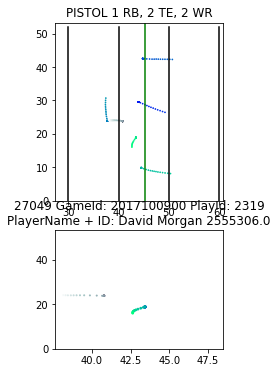 PISTOL 1 RB, 2 TE, 2 WR
50
40
30
20
10
0
30 40 50 60
27049 GameId: 2017100900 PlayId: 2319
PlayerName + ID: David Morgan 2555306.0
40
20
0
40.0 42.5 45.0 47.5